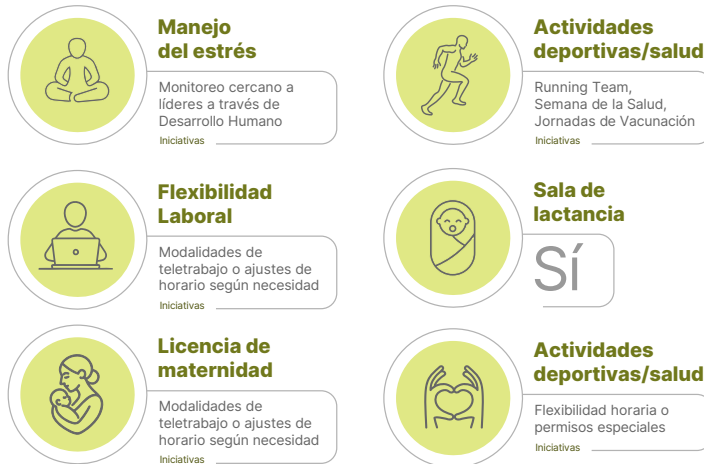 Manejo
del estrés
Monitoreo cercano a
líderes a través de
Desarrollo Humano
Iniciativas
Actividades
deportivas/salud
Running Team,
Semana de la Salud,
Jornadas de Vacunación
Iniciativas
Flexibilidad
Laboral
Modalidades de
teletrabajo o ajustes de
horario según necesidad
Iniciativas
Sala de
lactancia
Sí
Licencia de
maternidad
Modalidades de
teletrabajo o ajustes de
horario según necesidad
Iniciativas
Actividades
deportivas/salud
Flexibilidad horaria o
permisos especiales
Iniciativas